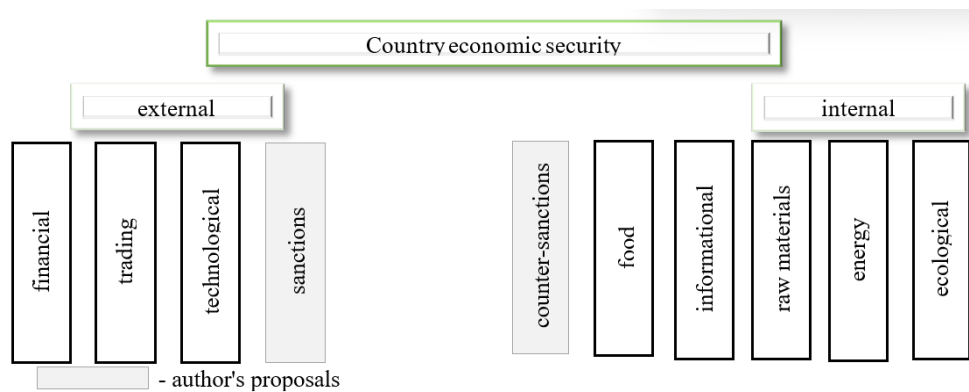 Country economic security
external
internal
financial
trading
technological
sanctions
counter-sanctions
food
informational
raw materials
energy
ecological
- author's proposals